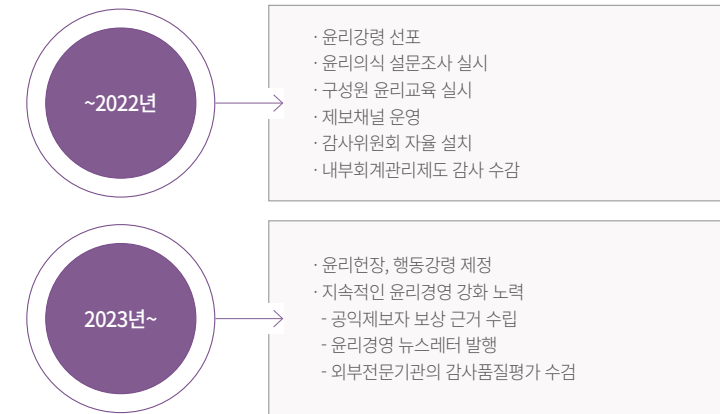 ~2022년
· 윤리강령 선포
· 윤리의식 설문조사 실시
· 구성원 윤리교육 실시
· 제보채널 운영
· 감사위원회 자율 설치
· 내부회계관리제도 감사 수감
2023년~
· 윤리헌장, 행동강령 제정
· 지속적인 윤리경영 강화 노력
- 공익제보자 보상 근거 수립
- 윤리경영 뉴스레터 발행
- 외부전문기관의 감사품질평가 수검